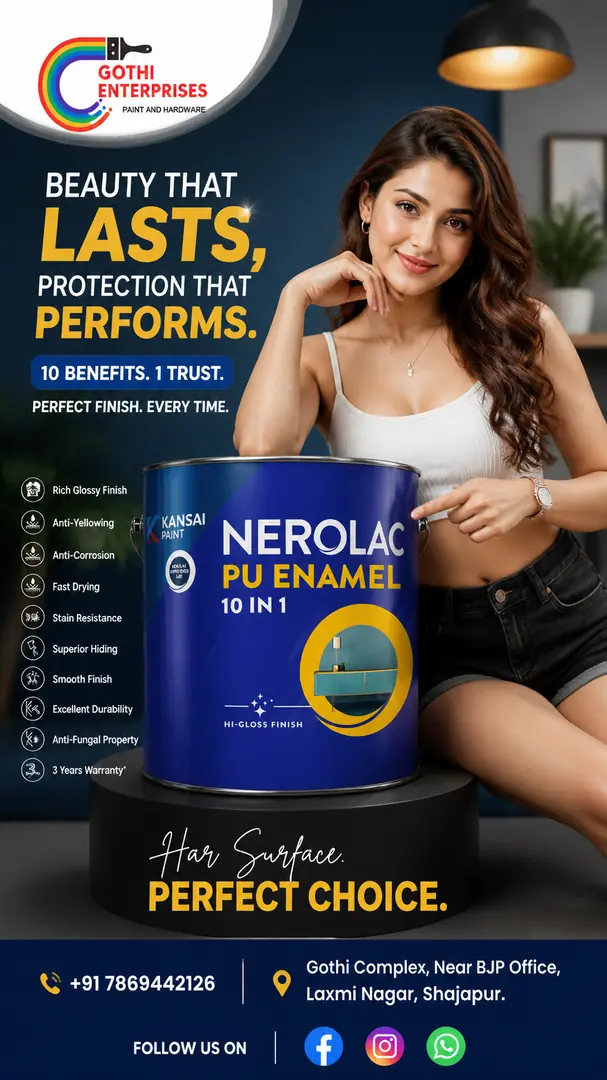 GOTHI
ENTERPRISES
PAINT AND HARDWARE
BEAUTY THAT
LASTS,
PROTECTION THAT
PERFORMS.
10 BENEFITS. 1 TRUST.
PERFECT FINISH. EVERY TIME.
Rich Glossy Finish
Anti-Yellowing
Anti-Corrosion
Fast Drying
Stain Resistance
Superior Hiding
Smooth Finish
Excellent Durability
Anti-Fungal Property
3 Years Warranty*
KANSAI
PAINT
NEROLAC
PU ENAMEL
10 IN 1
HI-GLOSS FINISH
Har Surface.
PERFECT CHOICE.
+91 7869442126
Gothi Complex, Near BJP Office,
Laxmi Nagar, Shajapur.
FOLLOW US ON